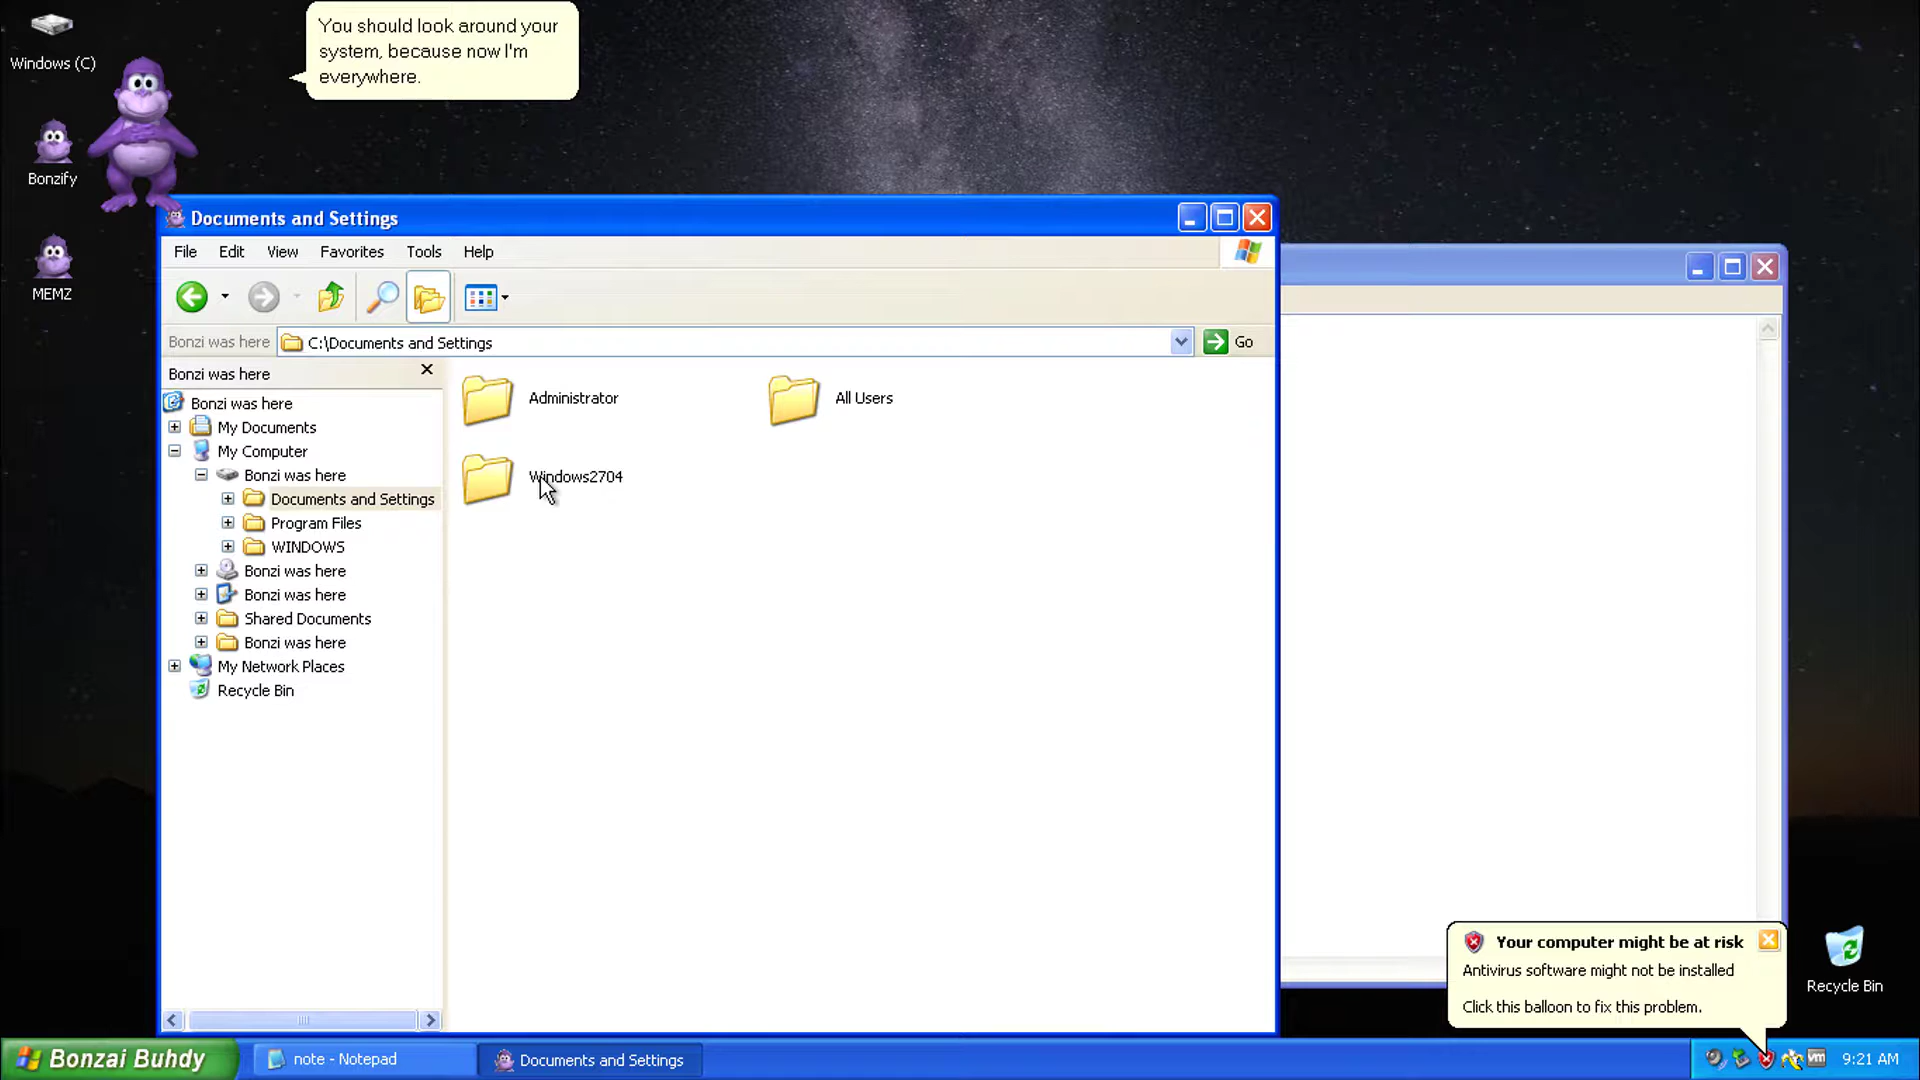 You should look around your
system, because now I'm
everywhere.
Windows (C)
Bonzify
MEMZ
Documents and Settings
File Edit View Favorites Tools Help
Bonzi was here C:\Documents and Settings Go
Bonzi was here
Bonzi was here
My Documents
My Computer
Bonzi was here
Documents and Settings
Program Files
WINDOWS
Bonzi was here
Bonzi was here
Shared Documents
Bonzi was here
My Network Places
Recycle Bin
Administrator
All Users
Windows2704
Your computer might be at risk
Antivirus software might not be installed
Click this balloon to fix this problem.
Recycle Bin
Bonzai Buhdy
note - Notepad
Documents and Settings
vm
9:21 AM